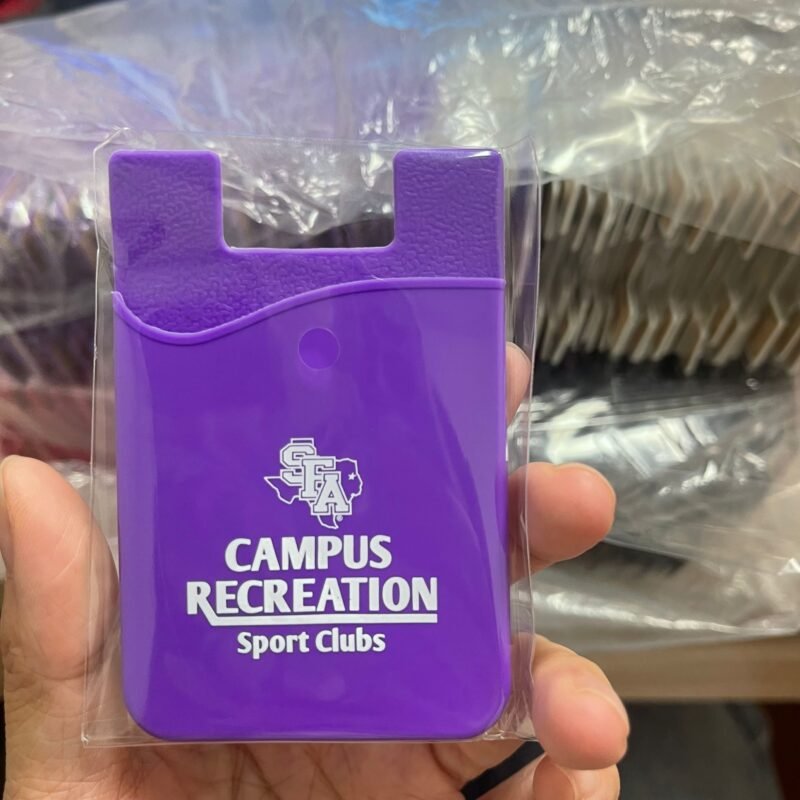 SFA
CAMPUS
RECREATION
Sport Clubs